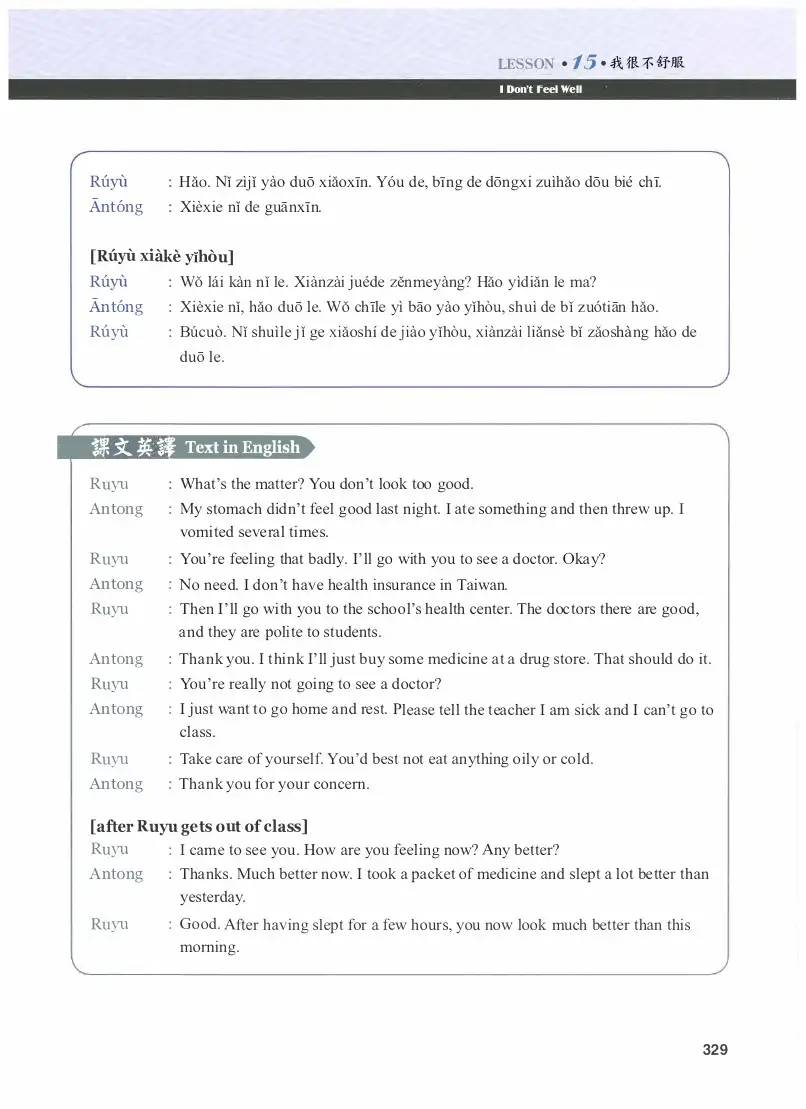 LESSON • 15 • 我很不舒服
I Don't Feel Well
Rúyù : Hǎo. Nǐ zìjǐ yào duō xiǎoxīn. Yóu de, bīng de dōngxi zuìhǎo dōu bié chī.
Āntóng : Xièxie nǐ de guānxīn.
[Rúyù xiàkè yǐhòu]
Rúyù : Wǒ lái kàn nǐ le. Xiànzài juéde zěnmeyàng? Hǎo yìdiǎn le ma?
Āntóng : Xièxie nǐ, hǎo duō le. Wǒ chīle yì bāo yào yǐhòu, shuì de bǐ zuótiān hǎo.
Rúyù : Búcuò. Nǐ shuìle jǐ ge xiǎoshí de jiào yǐhòu, xiànzài liǎnsè bǐ zǎoshàng hǎo de
duō le.
課文英譯 Text in English
Ruyu : What's the matter? You don't look too good.
Antong : My stomach didn't feel good last night. I ate something and then threw up. I
vomited several times.
Ruyu : You're feeling that badly. I'll go with you to see a doctor. Okay?
Antong : No need. I don't have health insurance in Taiwan.
Ruyu : Then I'll go with you to the school's health center. The doctors there are good,
and they are polite to students.
Antong : Thank you. I think I'll just buy some medicine at a drug store. That should do it.
Ruyu : You're really not going to see a doctor?
Antong : I just want to go home and rest. Please tell the teacher I am sick and I can't go to
class.
Ruyu : Take care of yourself. You'd best not eat anything oily or cold.
Antong : Thank you for your concern.
[after Ruyu gets out of class]
Ruyu : I came to see you. How are you feeling now? Any better?
Antong : Thanks. Much better now. I took a packet of medicine and slept a lot better than
yesterday.
Ruyu : Good. After having slept for a few hours, you now look much better than this
morning.
329